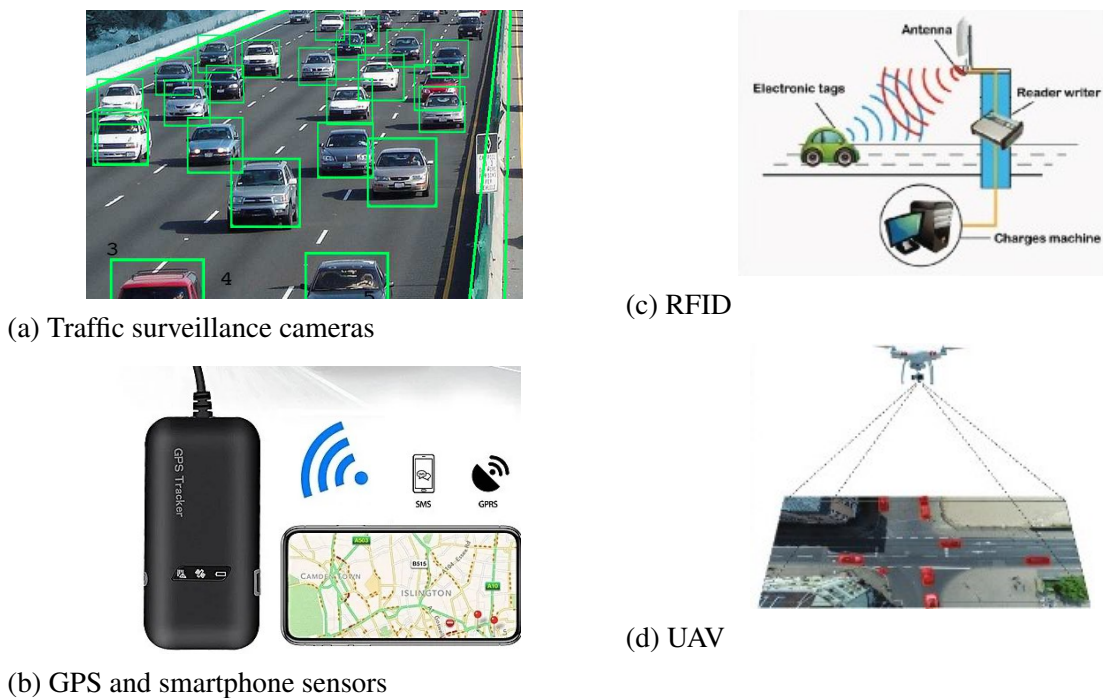 3
4
5
(a) Traffic surveillance cameras
GPS Tracker
SMS
GPRS
A503
B515
CAMDEN TOWN
ISLINGTON
A10
(b) GPS and smartphone sensors
Antenna
Electronic tags
Reader writer
Charges machine
(c) RFID
(d) UAV